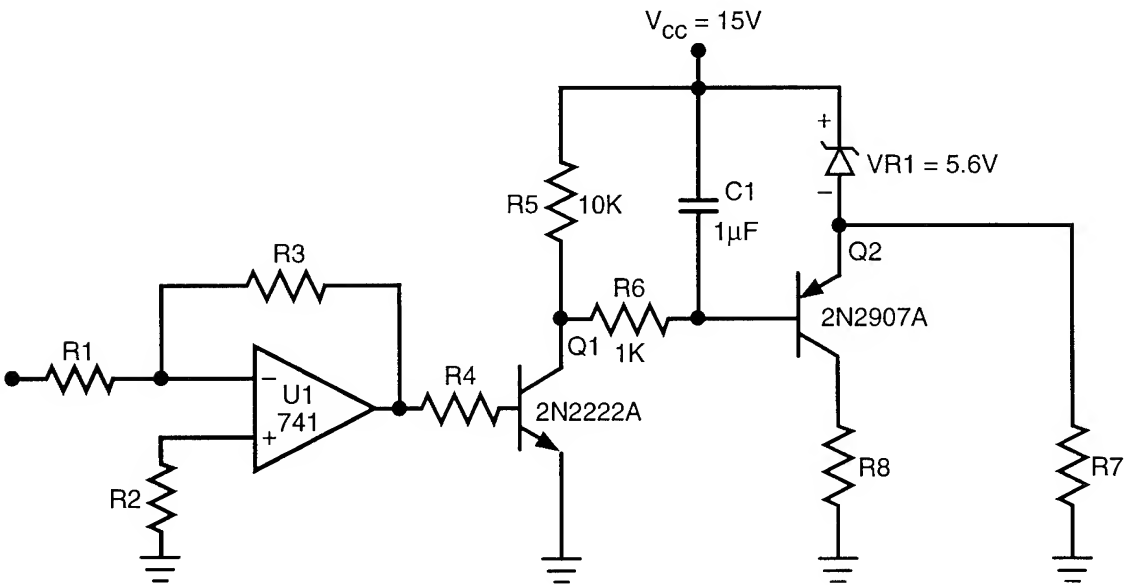 V_CC = 15V
+
VR1 = 5.6V
−
C1
1µF
R5
10K
Q2
R3
R6
1K
2N2907A
Q1
R1
−
U1
741
+
R4
2N2222A
R2
R8
R7